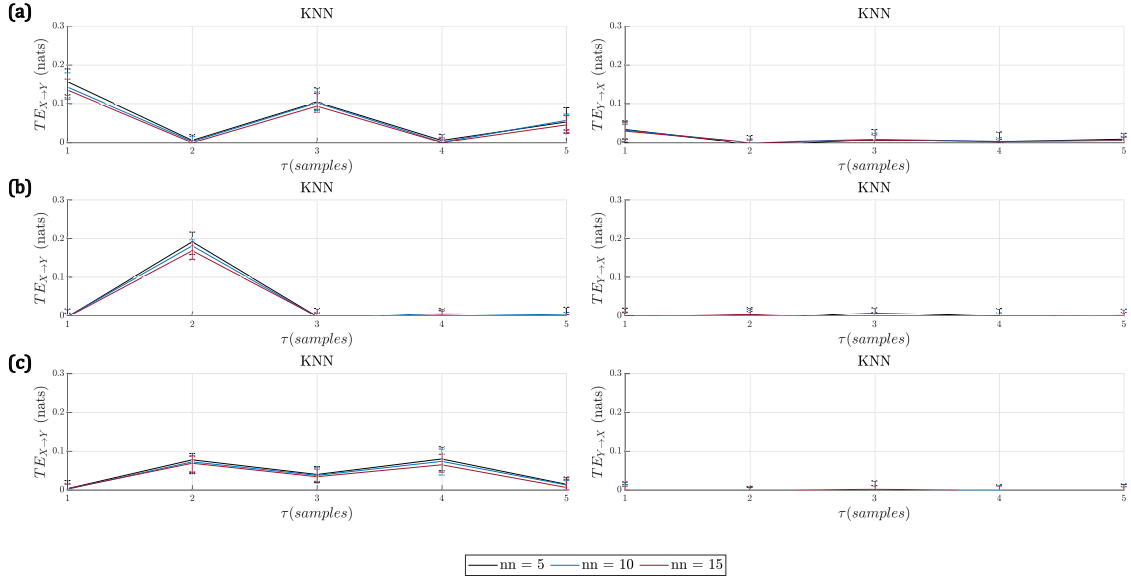 (a)
KNN
KNN
0.3
0.2
0.1
0
TE_{X→Y} (nats)
1 2 3 4 5
τ(samples)
0.3
0.2
0.1
0
TE_{Y→X} (nats)
1 2 3 4 5
τ(samples)
(b)
KNN
KNN
0.3
0.2
0.1
0
TE_{X→Y} (nats)
1 2 3 4 5
τ(samples)
0.3
0.2
0.1
0
TE_{Y→X} (nats)
1 2 3 4 5
τ(samples)
(c)
KNN
KNN
0.3
0.2
0.1
0
TE_{X→Y} (nats)
1 2 3 4 5
τ(samples)
0.3
0.2
0.1
0
TE_{Y→X} (nats)
1 2 3 4 5
τ(samples)
nn = 5 nn = 10 nn = 15